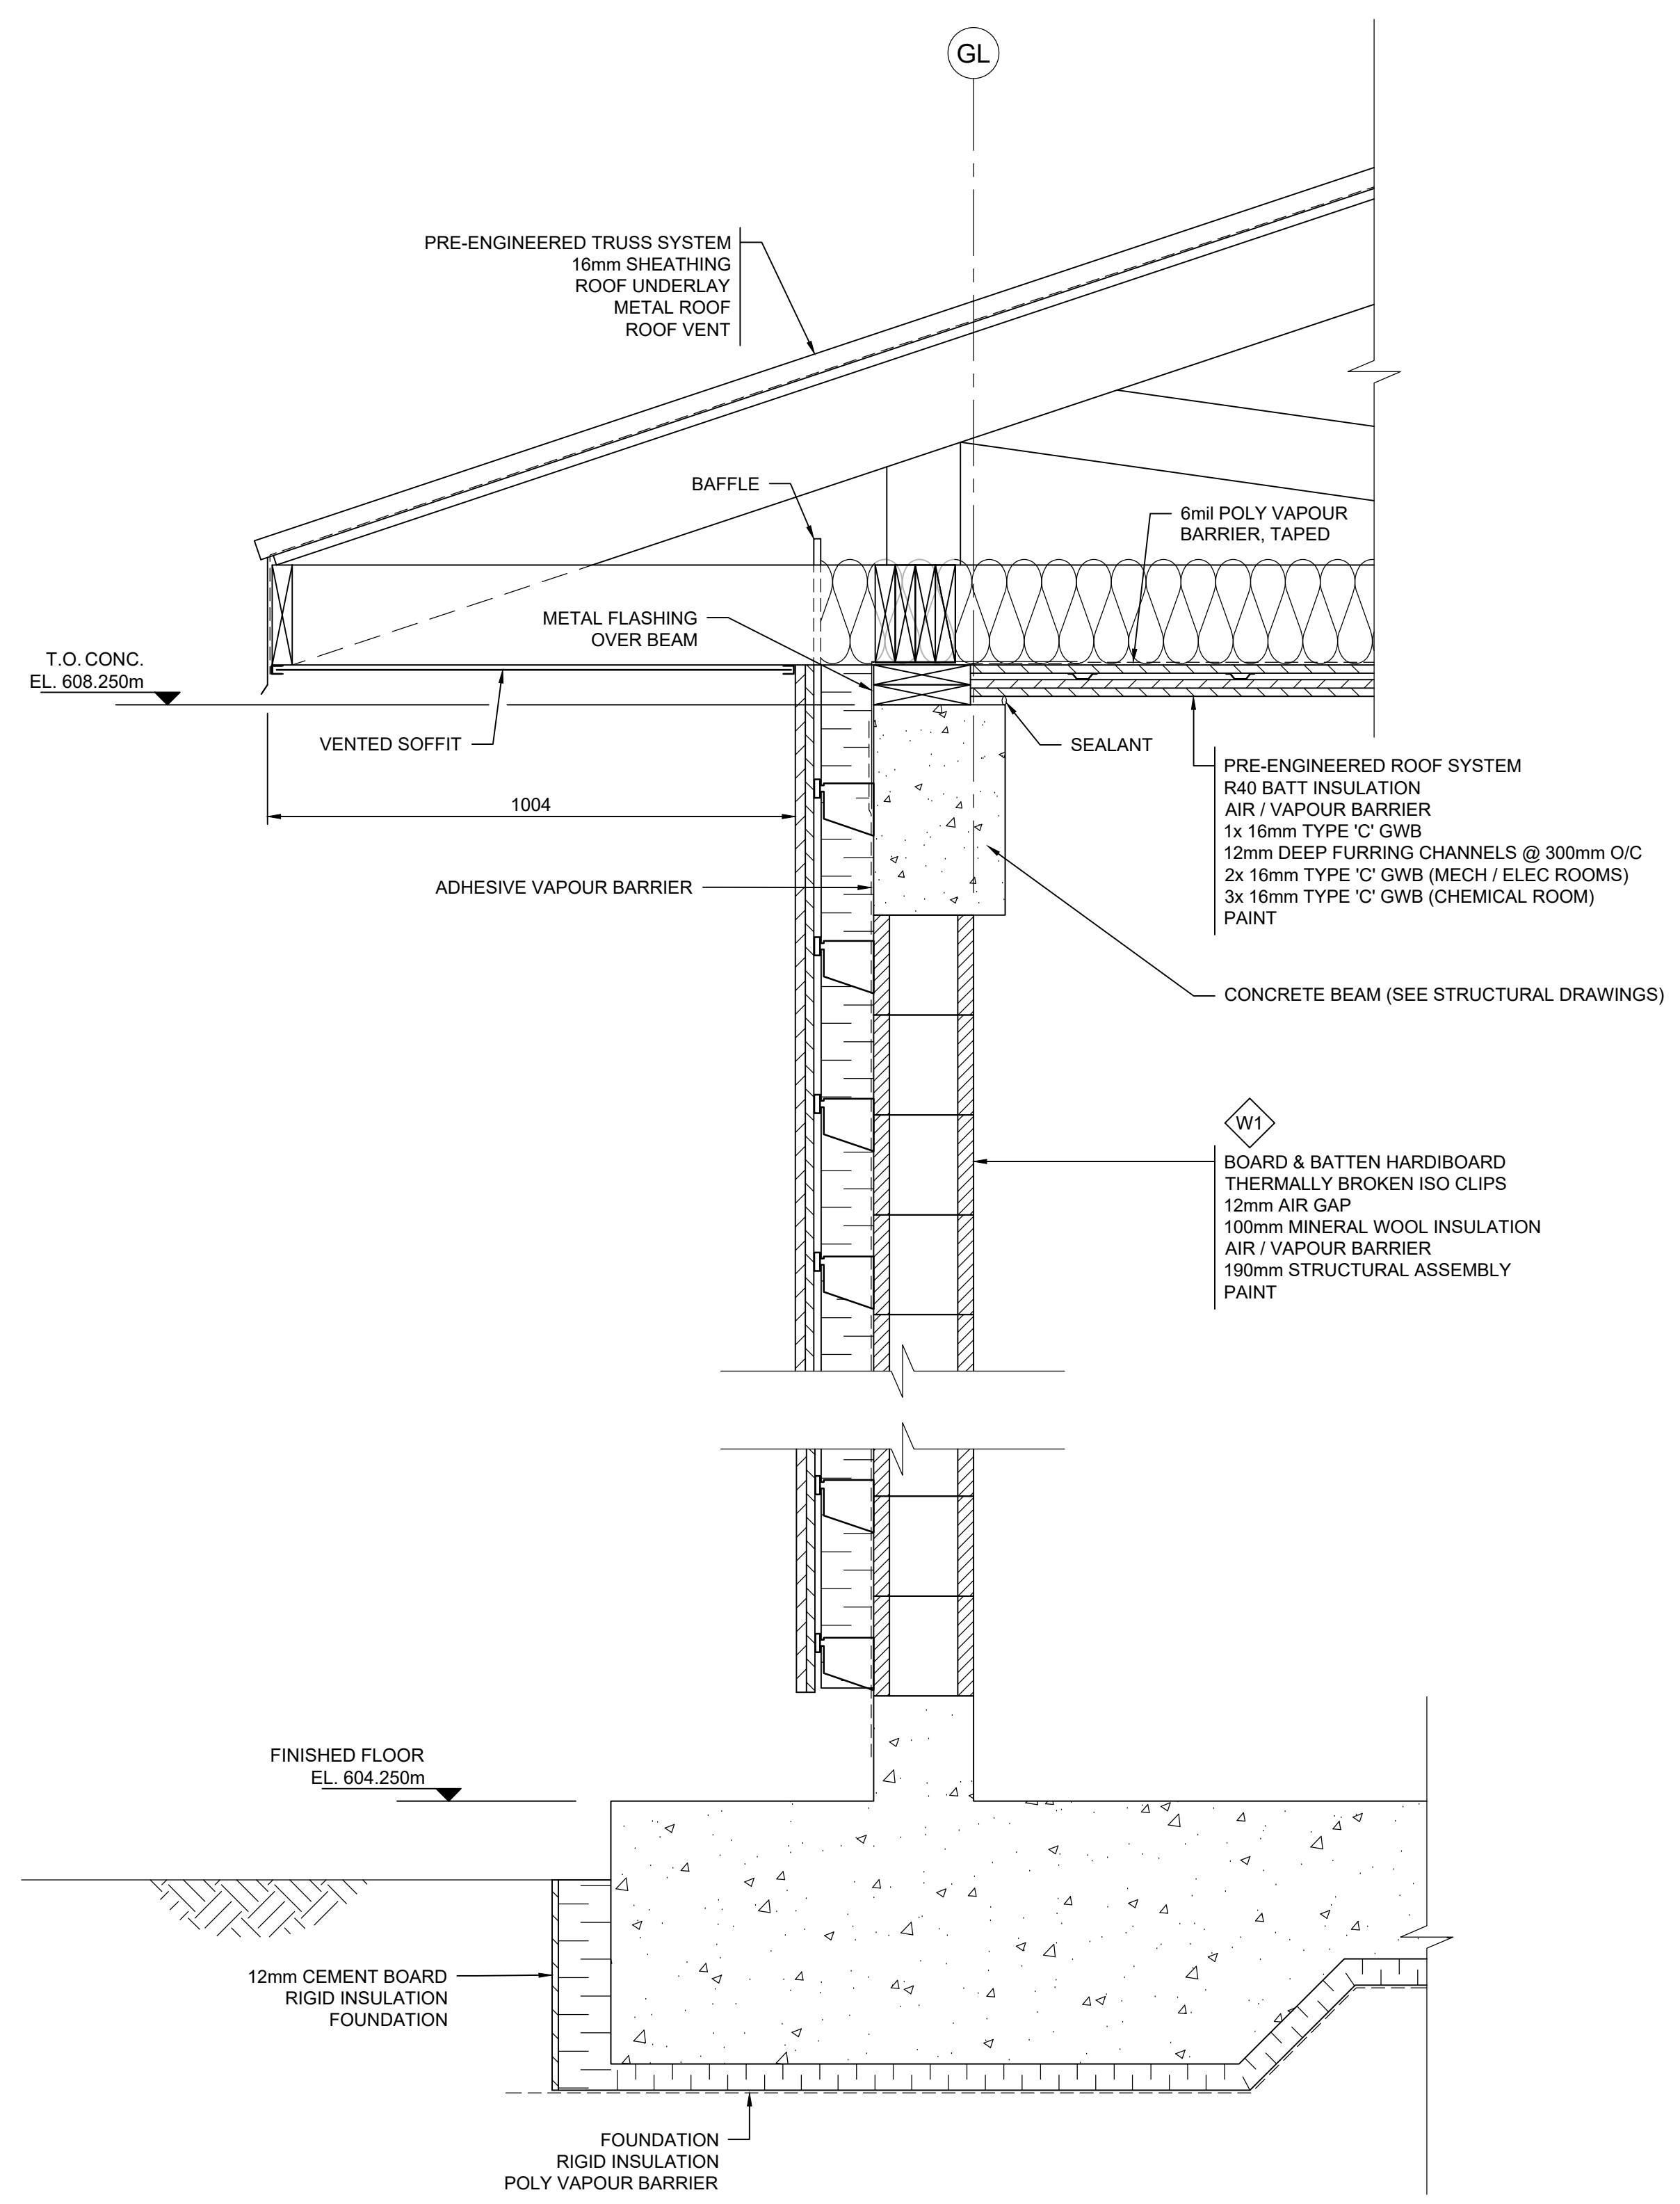 GL
PRE-ENGINEERED TRUSS SYSTEM
16mm SHEATHING
ROOF UNDERLAY
METAL ROOF
ROOF VENT
BAFFLE
6mil POLY VAPOUR
BARRIER, TAPED
METAL FLASHING
OVER BEAM
T.O. CONC.
EL. 608.250m
VENTED SOFFIT
SEALANT
PRE-ENGINEERED ROOF SYSTEM
R40 BATT INSULATION
AIR / VAPOUR BARRIER
1x 16mm TYPE 'C' GWB
12mm DEEP FURRING CHANNELS @ 300mm O/C
2x 16mm TYPE 'C' GWB (MECH / ELEC ROOMS)
3x 16mm TYPE 'C' GWB (CHEMICAL ROOM)
PAINT
1004
ADHESIVE VAPOUR BARRIER
CONCRETE BEAM (SEE STRUCTURAL DRAWINGS)
W1
BOARD & BATTEN HARDIBOARD
THERMALLY BROKEN ISO CLIPS
12mm AIR GAP
100mm MINERAL WOOL INSULATION
AIR / VAPOUR BARRIER
190mm STRUCTURAL ASSEMBLY
PAINT
FINISHED FLOOR
EL. 604.250m
12mm CEMENT BOARD
RIGID INSULATION
FOUNDATION
FOUNDATION
RIGID INSULATION
POLY VAPOUR BARRIER